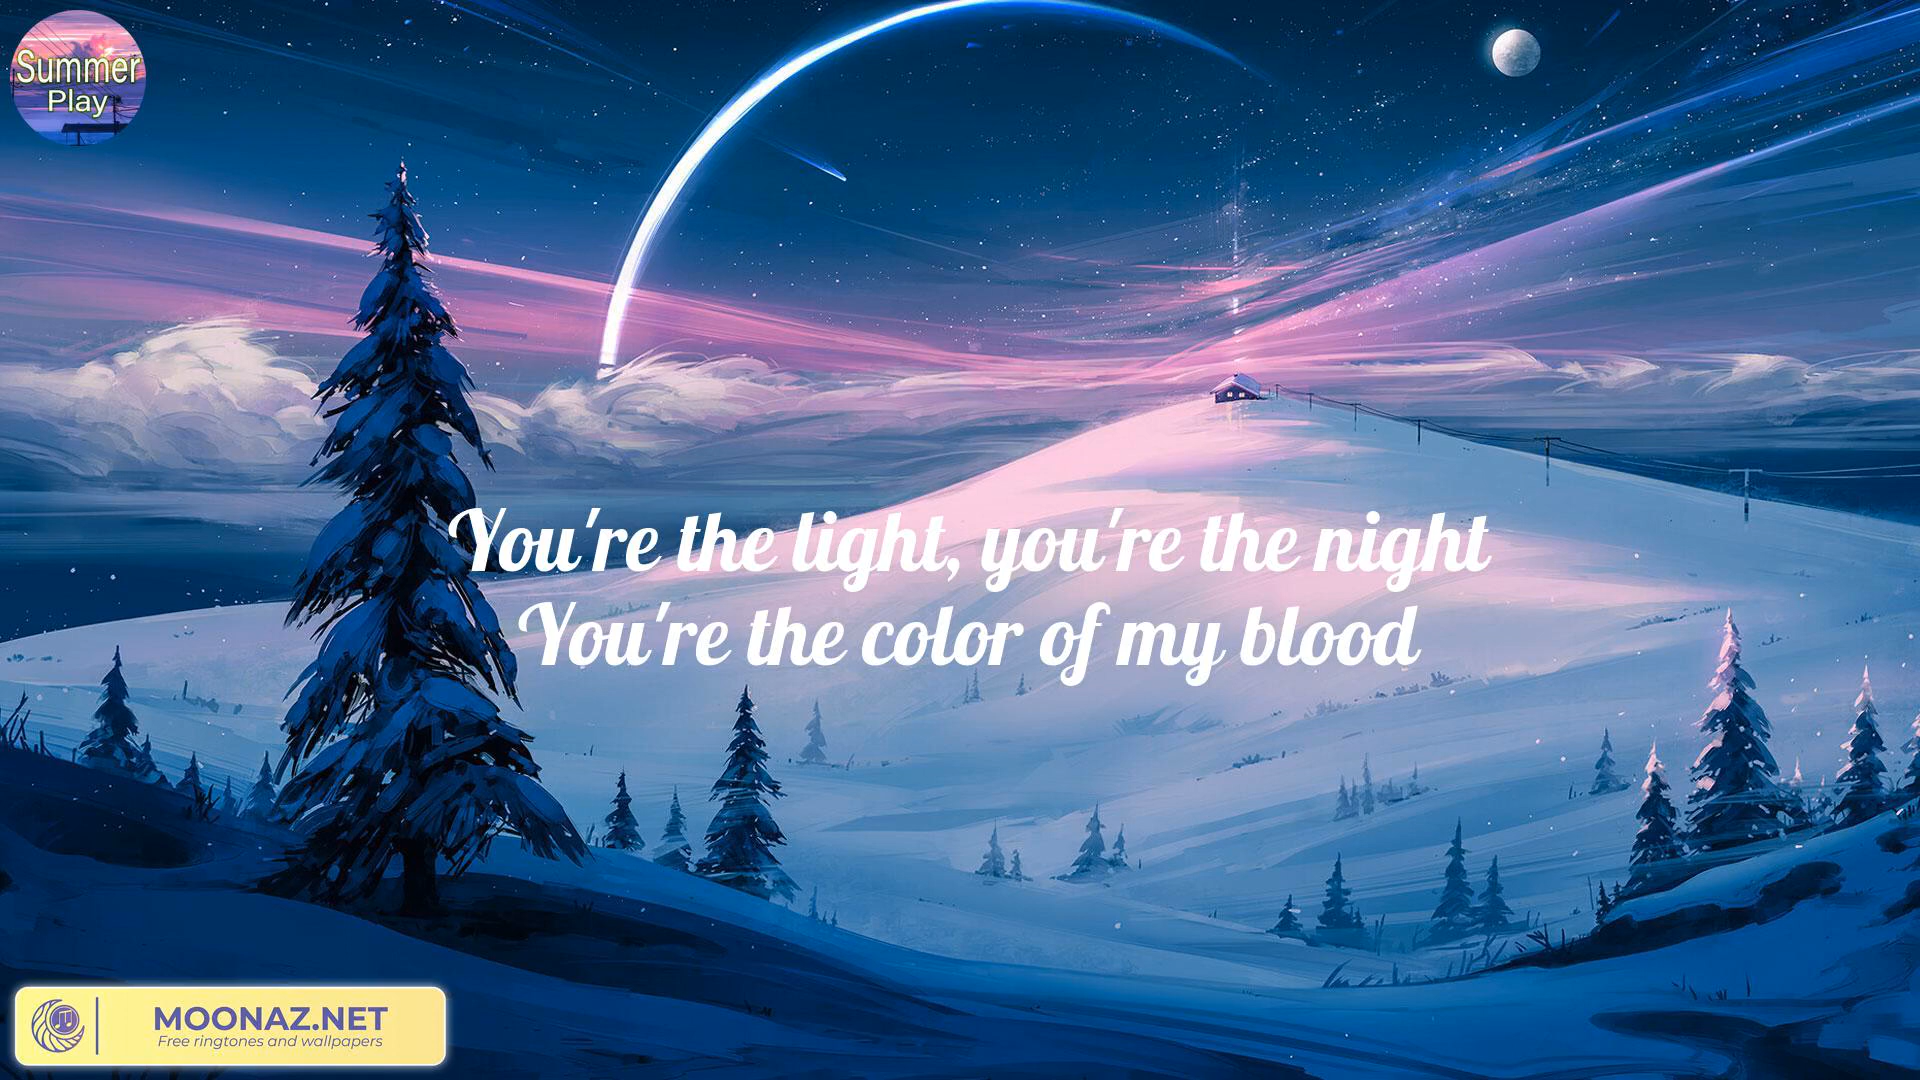 Summer
Play
You're the light, you're the night
You're the color of my blood
MOONAZ.NET
Free ringtones and wallpapers